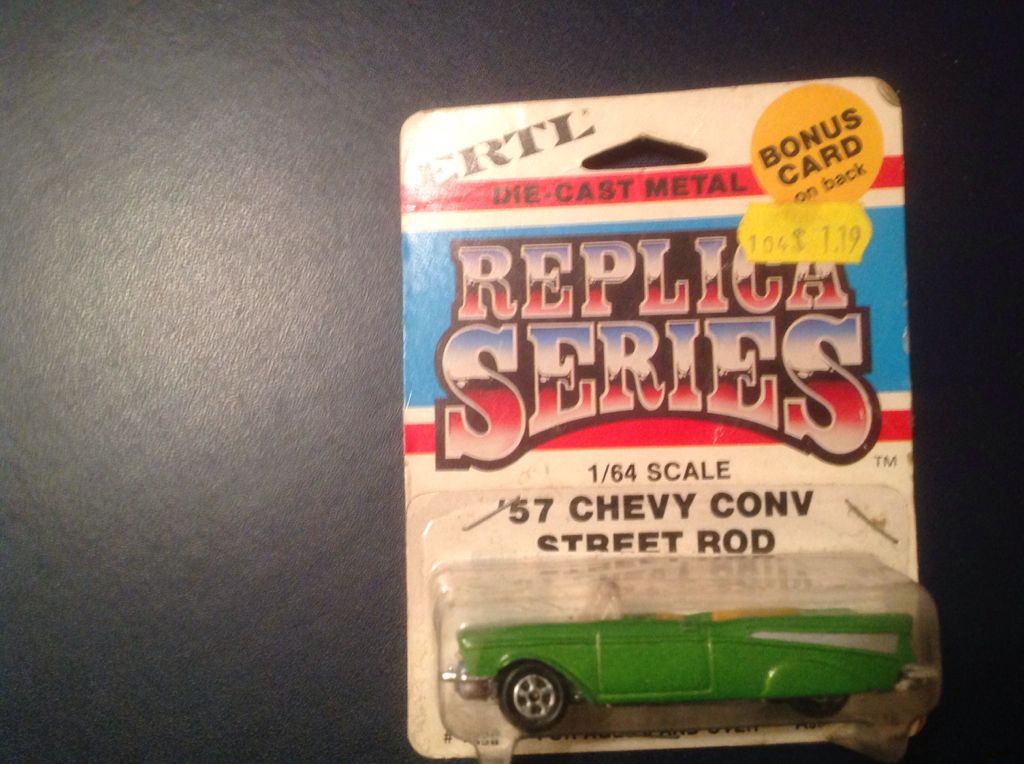 ERTL
BONUS
CARD
on back
DIE-CAST METAL
104$ 1.19
REPLICA
SERIES
TM
1/64 SCALE
'57 CHEVY CONV
STREET ROD